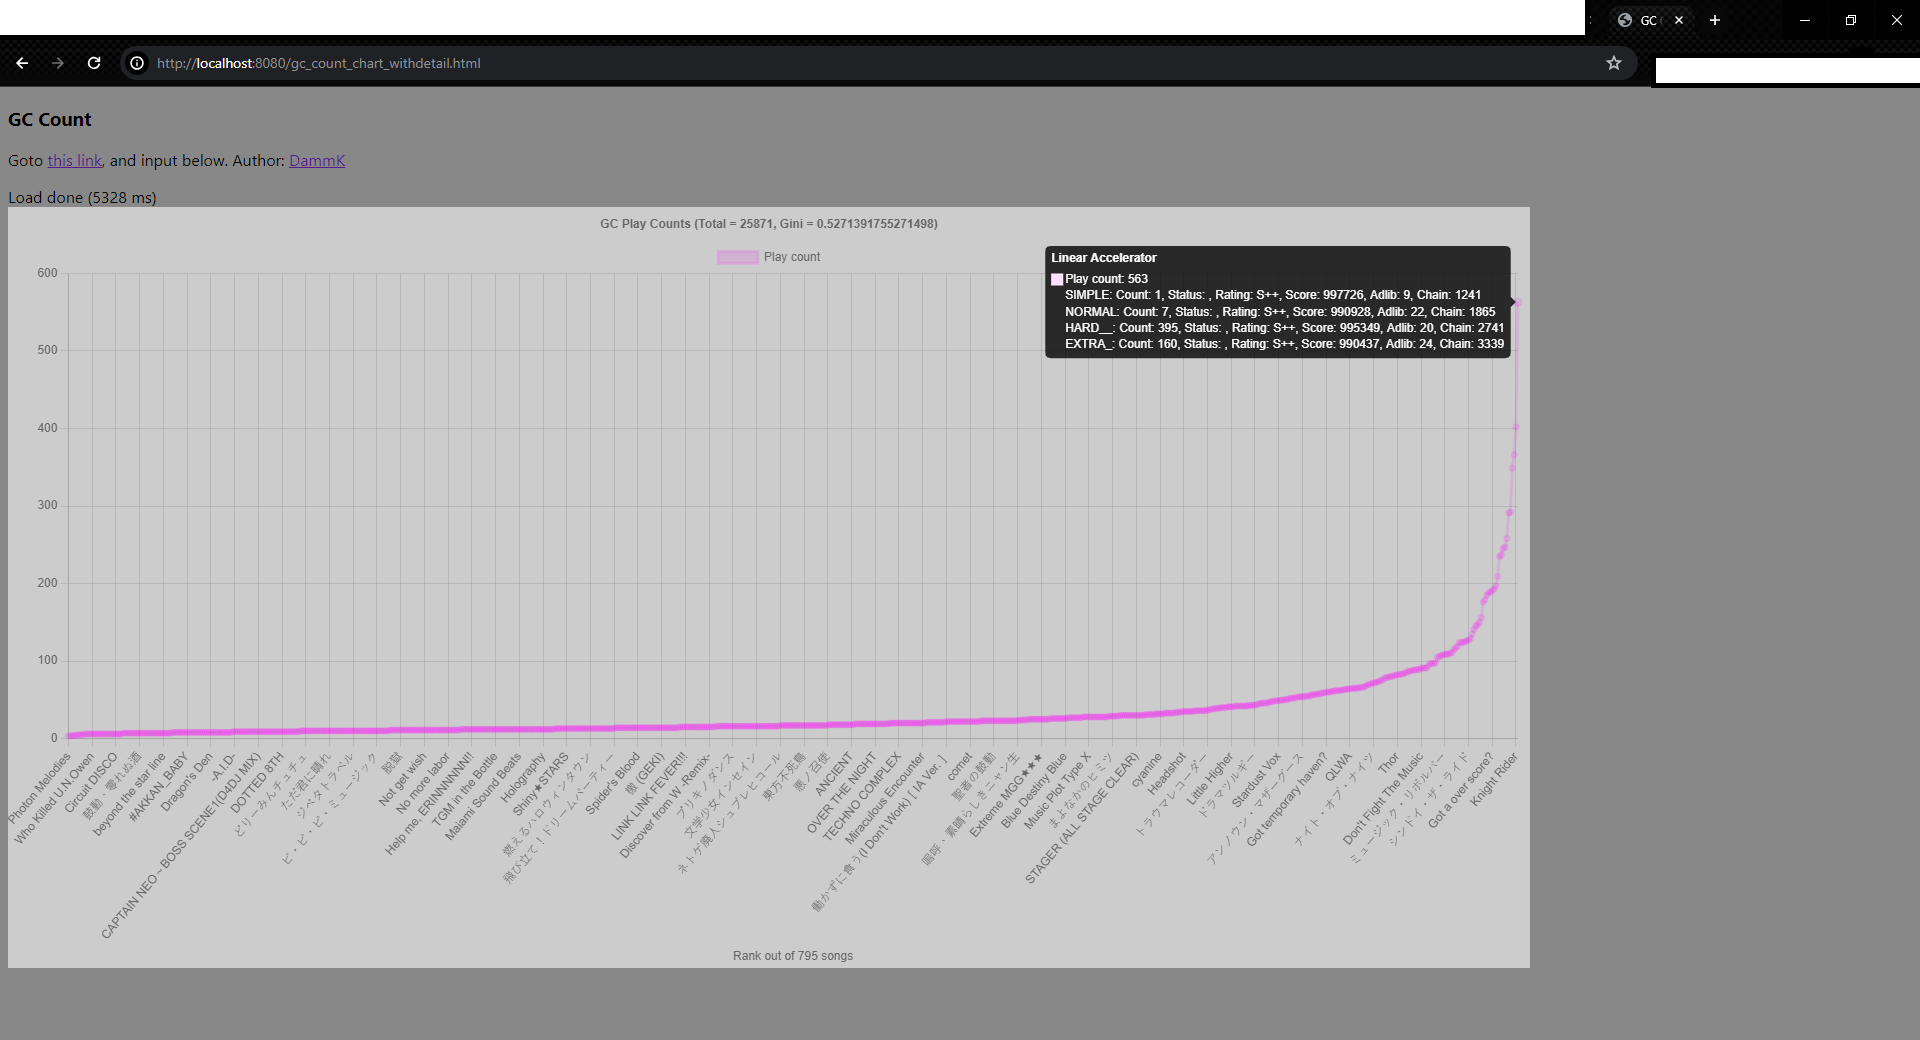 GC
http://localhost:8080/gc_count_chart_withdetail.html
GC Count
Goto this link, and input below. Author: DammK
Load done (5328 ms)
GC Play Counts (Total = 25871, Gini = 0.5271391755271498)
Play count
Linear Accelerator
Play count: 563
SIMPLE: Count: 1, Status: , Rating: S++, Score: 997726, Adlib: 9, Chain: 1241
NORMAL: Count: 7, Status: , Rating: S++, Score: 990928, Adlib: 22, Chain: 1865
HARD__: Count: 395, Status: , Rating: S++, Score: 995349, Adlib: 20, Chain: 2741
EXTRA_: Count: 160, Status: , Rating: S++, Score: 990437, Adlib: 24, Chain: 3339
600
500
400
300
200
100
0
Photon Melodies
Who Killed U.N.Owen
Circuit DISCO
鼓動・零れぬ酒
beyond the star line
#AKKAN_BABY
Dragon's Den
-A.I.D-
CAPTAIN NEO ~ BOSS SCENE1(D4DJ MIX)
DOTTED 8TH
どりーみんチュチュ
ただ君に晴れ
ジベタトラベル
ビ・ビ・ビ・ミュージック
脱獄
Not get wish
No more labor
Help me, ERINNNNNN!!
TGM in the Bottle
Maiami Sound Beats
Holography
Shiny★STARS
燃えるハロウィンタウン
飛び立て！ドリームパーティー
Spider's Blood
慟 (GEKI)
LINK LINK FEVER!!!
Discover from W -Remix-
ブリキノダンス
文学少女インセイン
ネトゲ廃人シュプレヒコール
東方不死鳥
悪ノ召使
ANCIENT
OVER THE NIGHT
TECHNO COMPLEX
Miraculous Encounter
働かずに食う(I Don't Work) [ IA Ver. ]
comet
聖者の鼓動
嗚呼・素晴らしきニャン生
Extreme MGG★★★
Blue Destiny Blue
Music Plot Type X
まよなかのヒミツ
STAGER (ALL STAGE CLEAR)
cyanine
Headshot
トラウマレコーダー
Little Higher
ドラマツルギー
Stardust Vox
アンノウン・マザーグース
Got temporary haven?
QLWA
ナイト・オブ・ナイツ
Thor
Don't Fight The Music
ミュージック・リボルバー
シンドイ・ザ・ライド
Got a over score?
Knight Rider
Rank out of 795 songs